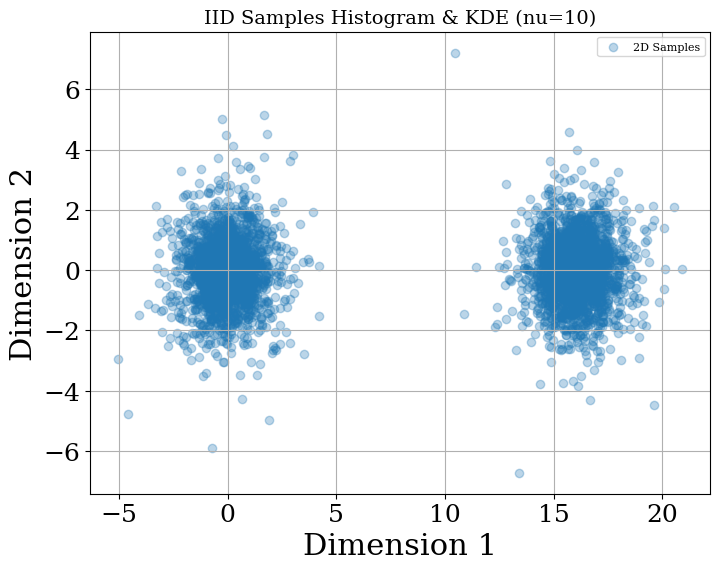 IID Samples Histogram & KDE (nu=10)
2D Samples
Dimension 2
6
4
2
0
−2
−4
−6
−5 0 5 10 15 20
Dimension 1